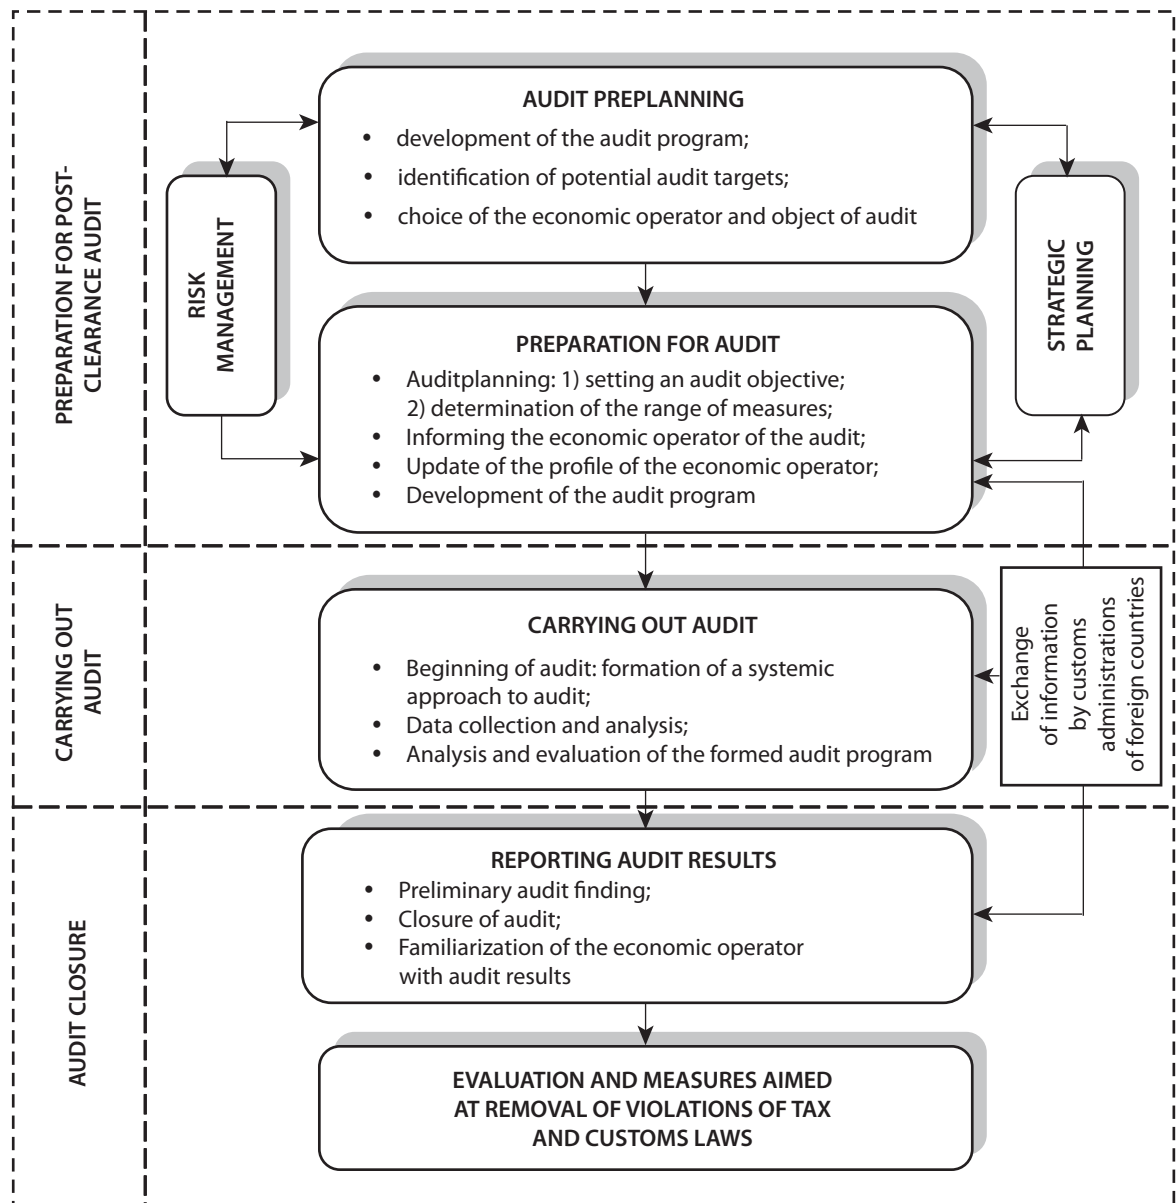 PREPARATION FOR POST-
CLEARANCE AUDIT
RISK
MANAGEMENT
AUDIT PREPLANNING
• development of the audit program;
• identification of potential audit targets;
• choice of the economic operator and object of audit
STRATEGIC
PLANNING
PREPARATION FOR AUDIT
• Auditplanning: 1) setting an audit objective;
2) determination of the range of measures;
• Informing the economic operator of the audit;
• Update of the profile of the economic operator;
• Development of the audit program
CARRYING OUT
AUDIT
CARRYING OUT AUDIT
• Beginning of audit: formation of a systemic
approach to audit;
• Data collection and analysis;
• Analysis and evaluation of the formed audit program
Exchange
of information
by customs
administrations
of foreign countries
AUDIT CLOSURE
REPORTING AUDIT RESULTS
• Preliminary audit finding;
• Closure of audit;
• Familiarization of the economic operator
with audit results
EVALUATION AND MEASURES AIMED
AT REMOVAL OF VIOLATIONS OF TAX
AND CUSTOMS LAWS